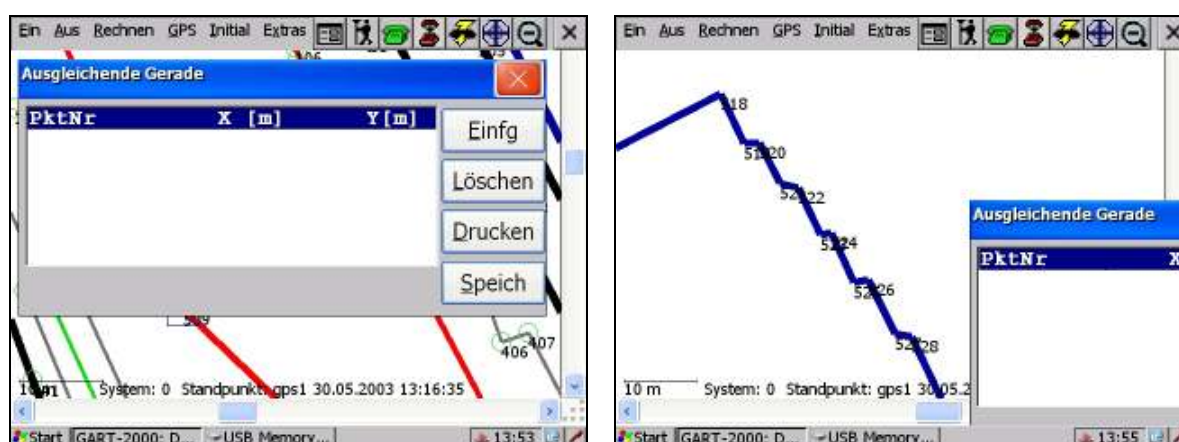 Ein Aus Rechnen GPS Initial Extras
Ausgleichende Gerade
PktNr X [m] Y[m]
Einfg
Löschen
Drucken
Speich
406 407
System: 0 Standpunkt: gps1 30.05.2003 13:16:35
Start GART-2000: D... USB Memory... 13:53
Ein Aus Rechnen GPS Initial Extras
18
20
22
24
26
28
Ausgleichende Gerade
PktNr X
10 m System: 0 Standpunkt: gps1
Start GART-2000: D... USB Memory... 13:55